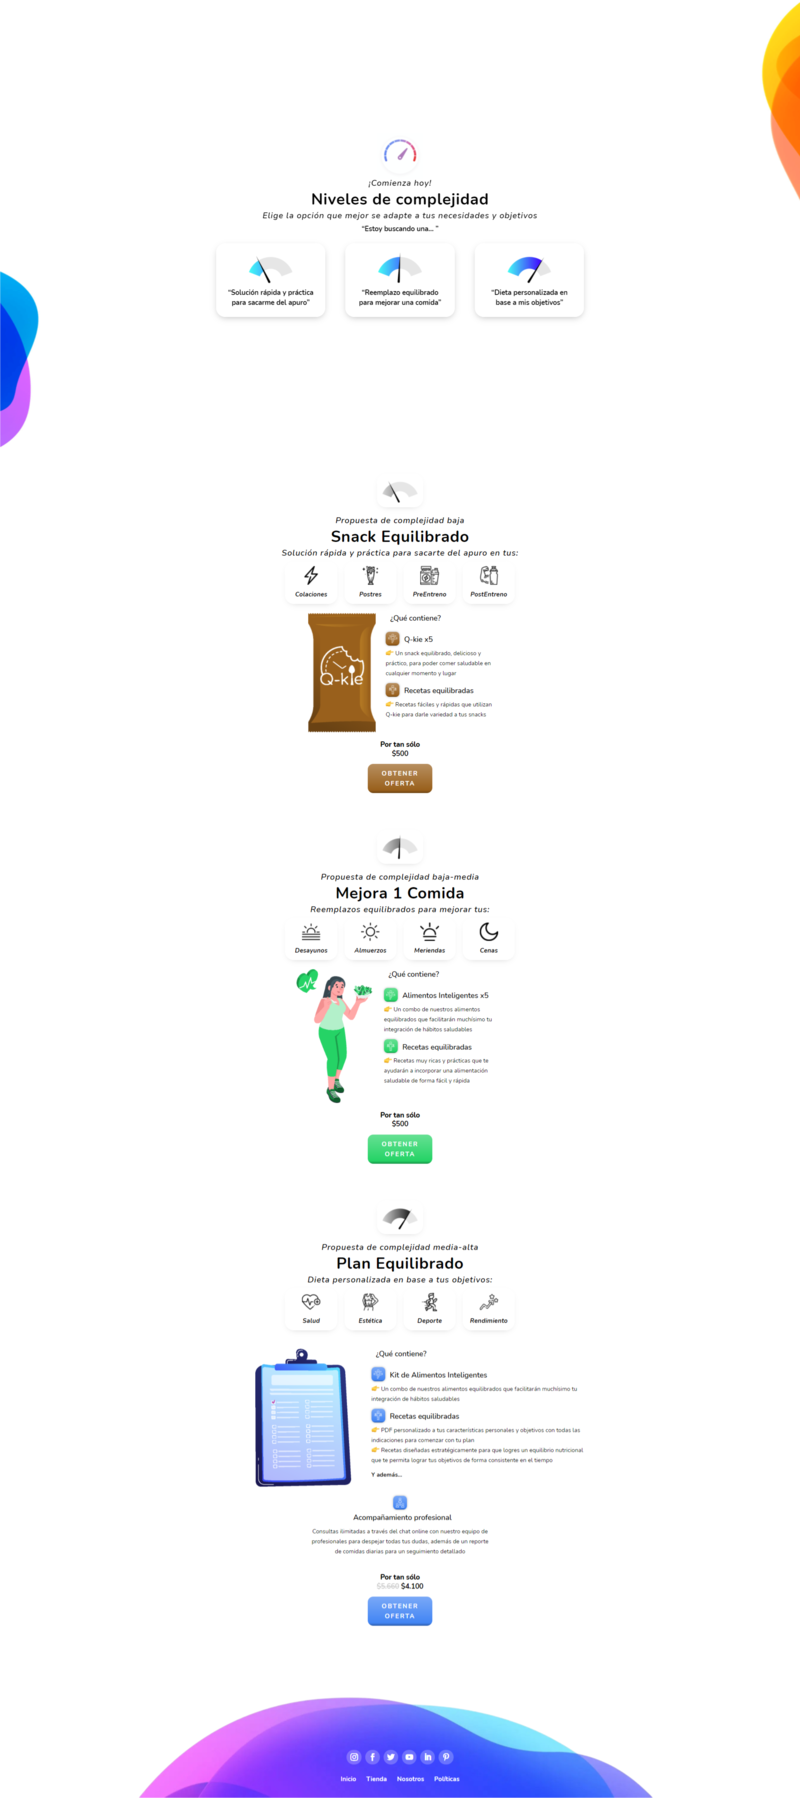 ¡Comienza hoy!
Niveles de complejidad
Elige la opción que mejor se adapte a tus necesidades y objetivos
“Estoy buscando una... ”
“Solución rápida y práctica
para sacarme del apuro”
“Reemplazo equilibrado
para mejorar una comida”
“Dieta personalizada en
base a mis objetivos”
Propuesta de complejidad baja
Snack Equilibrado
Solución rápida y práctica para sacarte del apuro en tus:
Colaciones
Postres
PreEntreno
PostEntreno
Q-kie
¿Qué contiene?
Q-kie x5
👉 Un snack equilibrado, delicioso y
práctico, para poder comer saludable en
cualquier momento y lugar
Recetas equilibradas
👉 Recetas fáciles y rápidas que utilizan
Q-kie para darle variedad a tus snacks
Por tan sólo
$500
OBTENER
OFERTA
Propuesta de complejidad baja-media
Mejora 1 Comida
Reemplazos equilibrados para mejorar tus:
Desayunos
Almuerzos
Meriendas
Cenas
¿Qué contiene?
Alimentos Inteligentes x5
👉 Un combo de nuestros alimentos
equilibrados que facilitarán muchísimo tu
integración de hábitos saludables
Recetas equilibradas
👉 Recetas muy ricas y prácticas que te
ayudarán a incorporar una alimentación
saludable de forma fácil y rápida
Por tan sólo
$500
OBTENER
OFERTA
Propuesta de complejidad media-alta
Plan Equilibrado
Dieta personalizada en base a tus objetivos:
Salud
Estética
Deporte
Rendimiento
¿Qué contiene?
Kit de Alimentos Inteligentes
👉 Un combo de nuestros alimentos equilibrados que facilitarán muchísimo tu
integración de hábitos saludables
Recetas equilibradas
👉 PDF personalizado a tus características personales y objetivos con todas las
indicaciones para comenzar con tu plan
👉 Recetas diseñadas estratégicamente para que logres un equilibrio nutricional
que te permita lograr tus objetivos de forma consistente en el tiempo
Y además...
Acompañamiento profesional
Consultas ilimitadas a través del chat online con nuestro equipo de
profesionales para despejar todas tus dudas, además de un reporte
de comidas diarias para un seguimiento detallado
Por tan sólo
$5.660 $4.100
OBTENER
OFERTA
Inicio Tienda Nosotros Políticas